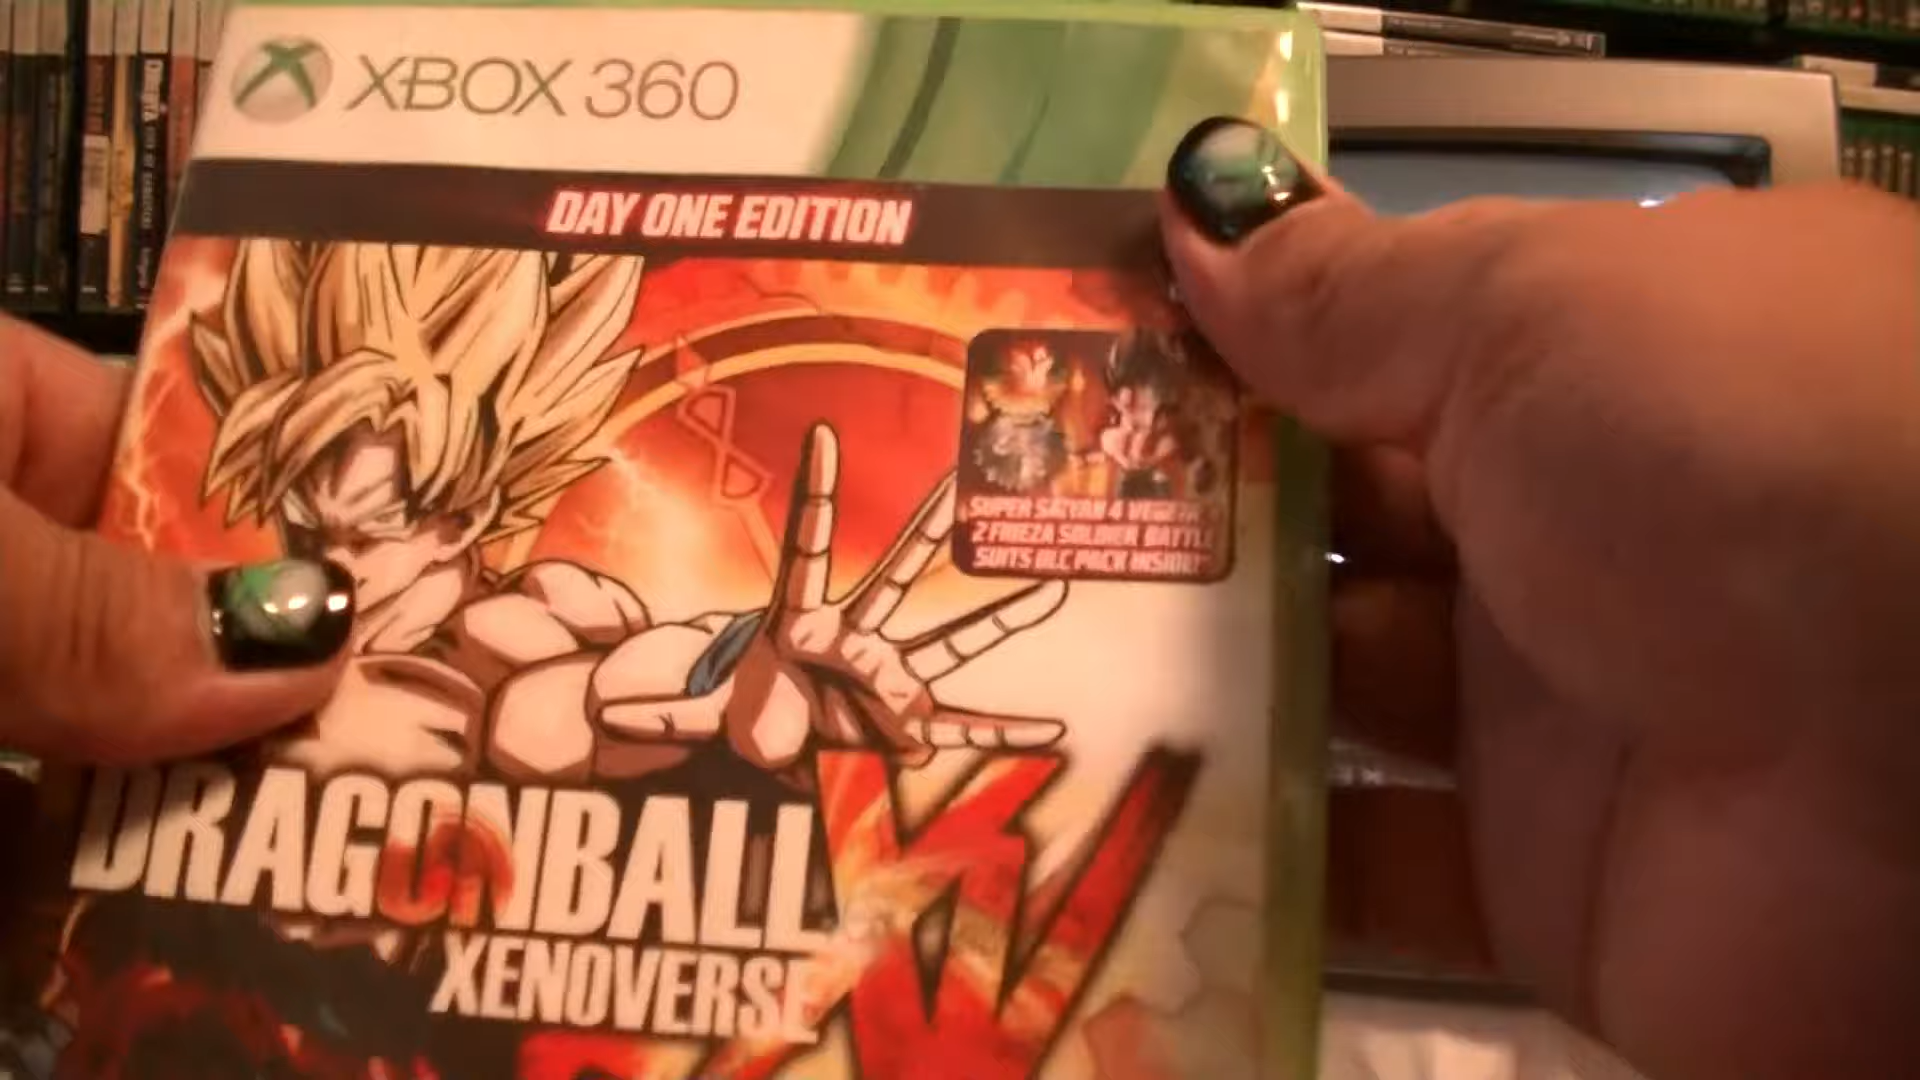 XBOX 360
DAY ONE EDITION
SUPER SAIYAN 4 VEGETA
2 FRIEZA SOLDIER BATTLE
SUITS DLC PACK INSIDE!
DRAGONBALL
XENOVERSE
XV